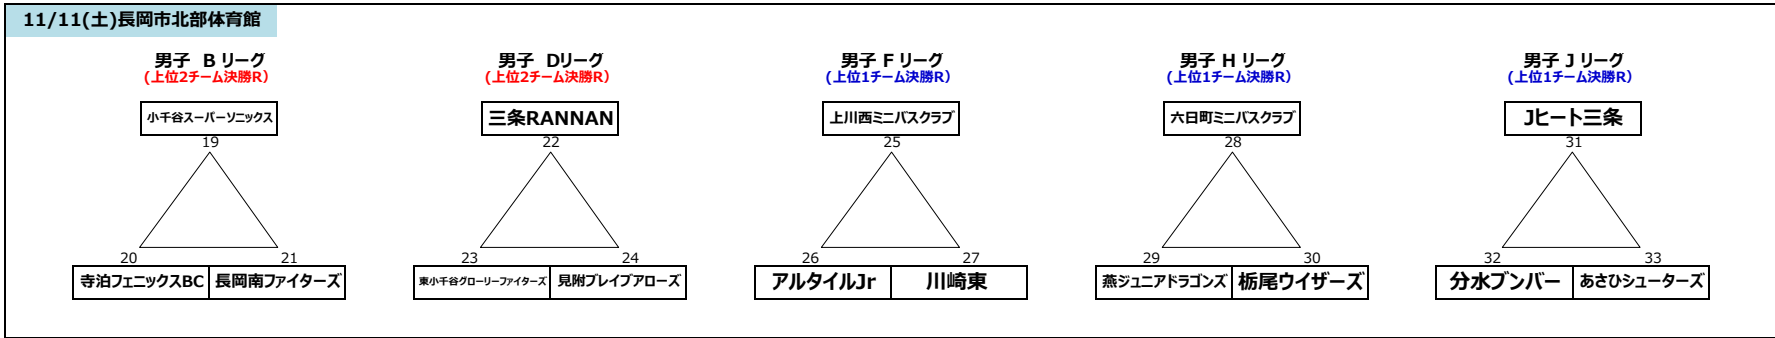 11/11(土)長岡市北部体育館
男子 B リーグ
(上位2チーム決勝R)
小千谷スーパーソニックス
19
20
21
寺泊フェニックスBC
長岡南ファイターズ
男子 Dリーグ
(上位2チーム決勝R)
三条RANNAN
22
23
24
東小千谷グローリーファイターズ
見附ブレイブアローズ
男子 F リーグ
(上位1チーム決勝R)
上川西ミニバスクラブ
25
26
27
アルタイルJr
川崎東
男子 H リーグ
(上位1チーム決勝R)
六日町ミニバスクラブ
28
29
30
燕ジュニアドラゴンズ
栃尾ウイザーズ
男子 J リーグ
(上位1チーム決勝R)
Jヒート三条
31
32
33
分水ブンバー
あさひシューターズ